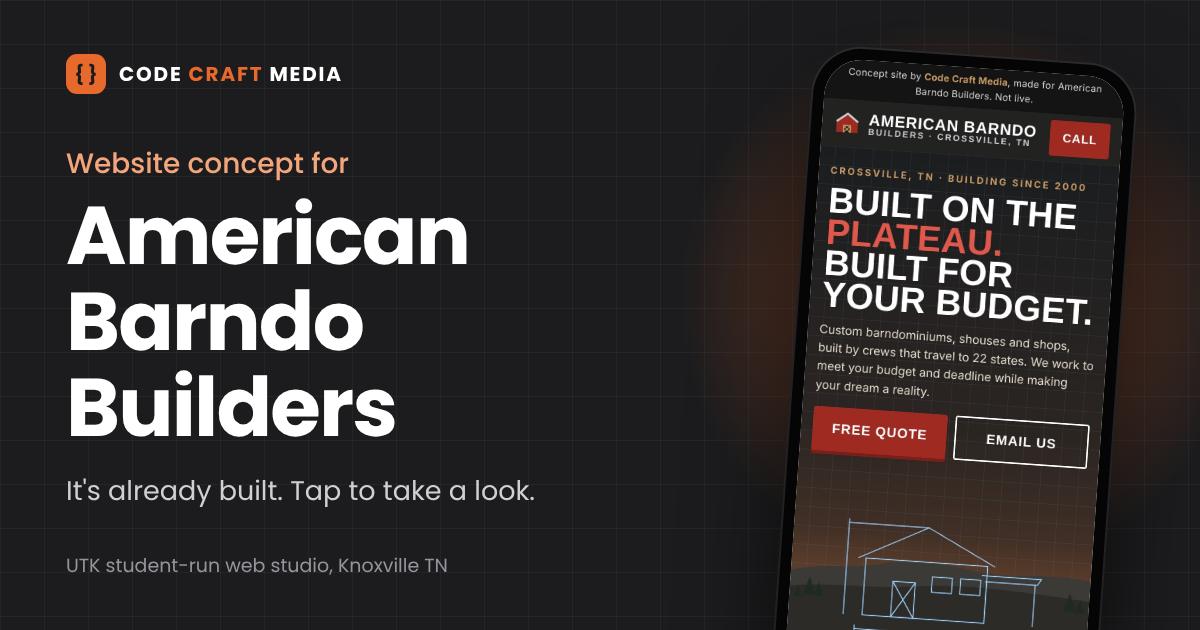 { }
CODE CRAFT MEDIA
Website concept for
American
Barndo
Builders
It's already built. Tap to take a look.
UTK student-run web studio, Knoxville TN
Concept site by Code Craft Media, made for American
Barndo Builders. Not live.
AMERICAN BARNDO
BUILDERS · CROSSVILLE, TN
CALL
CROSSVILLE, TN · BUILDING SINCE 2000
BUILT ON THE
PLATEAU.
BUILT FOR
YOUR BUDGET.
Custom barndominiums, shouses and shops,
built by crews that travel to 22 states. We work to
meet your budget and deadline while making
your dream a reality.
FREE QUOTE
EMAIL US